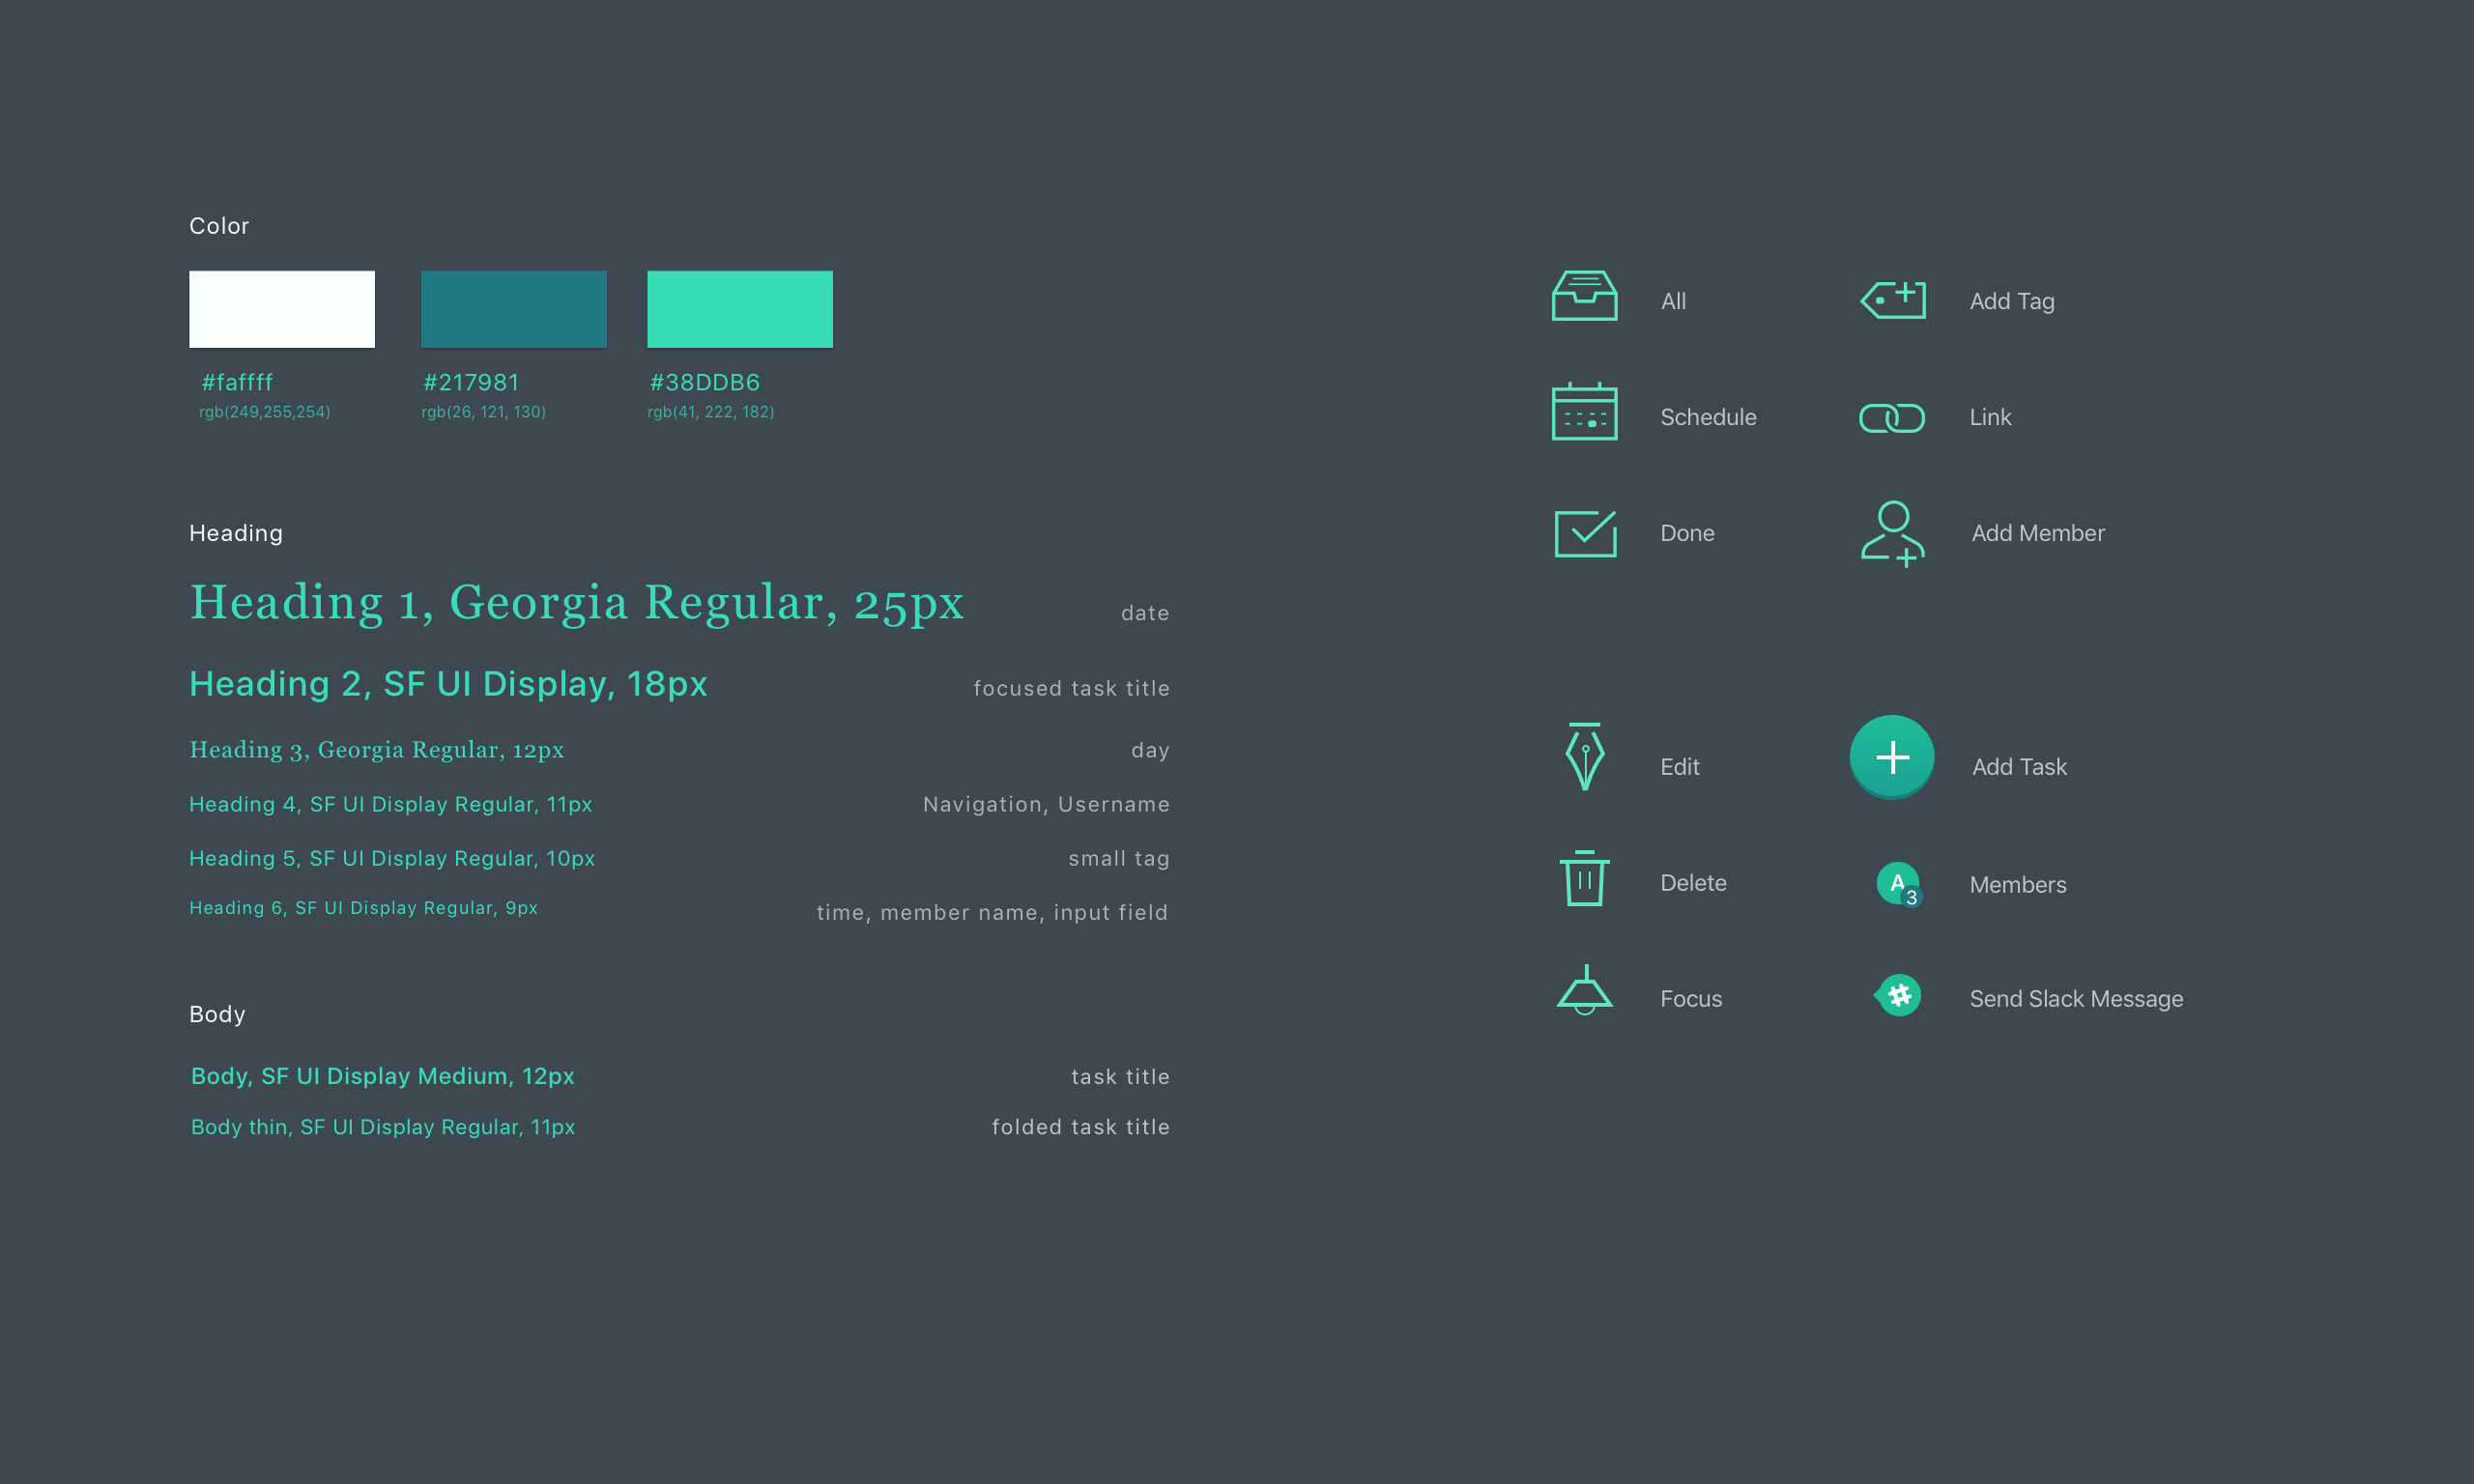 Color
#faffff
rgb(249,255,254)
#217981
rgb(26, 121, 130)
#38DDB6
rgb(41, 222, 182)
Heading
Heading 1, Georgia Regular, 25px date
Heading 2, SF UI Display, 18px focused task title
Heading 3, Georgia Regular, 12px day
Heading 4, SF UI Display Regular, 11px Navigation, Username
Heading 5, SF UI Display Regular, 10px small tag
Heading 6, SF UI Display Regular, 9px time, member name, input field
Body
Body, SF UI Display Medium, 12px task title
Body thin, SF UI Display Regular, 11px folded task title
All
Add Tag
Schedule
Link
Done
Add Member
Edit
Add Task
Delete
A
3
Members
Focus
Send Slack Message